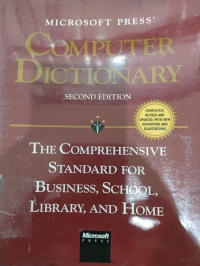 MICROSOFT PRESS®
COMPUTER
DICTIONARY
SECOND EDITION
COMPLETELY
REVISED AND
UPDATED, WITH NEW
DEFINITIONS AND
ILLUSTRATIONS
THE COMPREHENSIVE
STANDARD FOR
BUSINESS, SCHOOL,
LIBRARY, AND HOME
Microsoft
PRESS